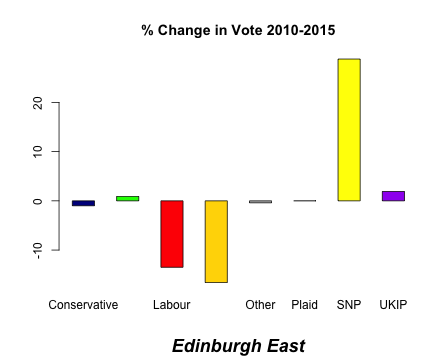 % Change in Vote 2010-2015
20
10
0
-10
Conservative Labour Other Plaid SNP UKIP
Edinburgh East